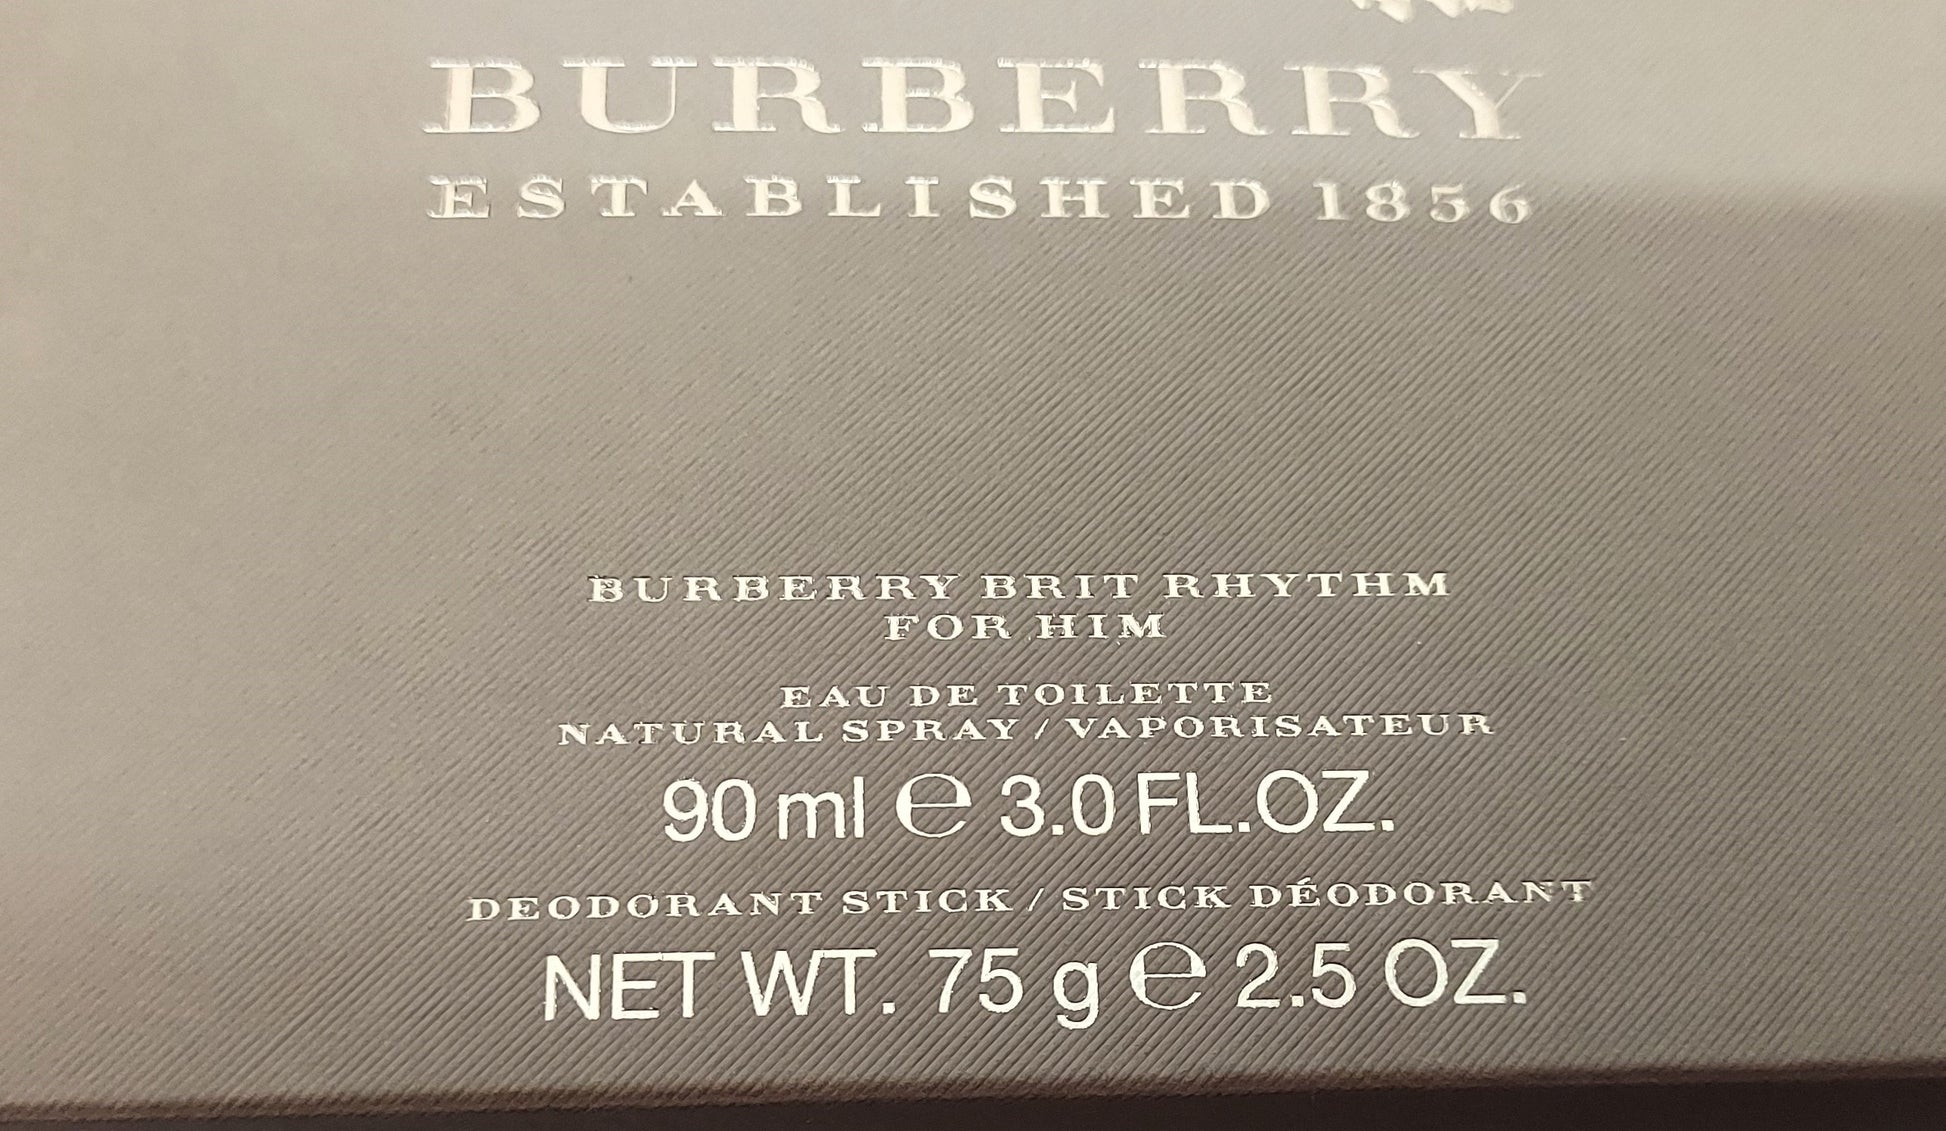 BURBERRY
ESTABLISHED 1856
BURBERRY BRIT RHYTHM
FOR HIM
EAU DE TOILETTE
NATURAL SPRAY / VAPORISATEUR
90 ml ℮ 3.0 FL.OZ.
DEODORANT STICK / STICK DÉODORANT
NET WT. 75 g ℮ 2.5 OZ.